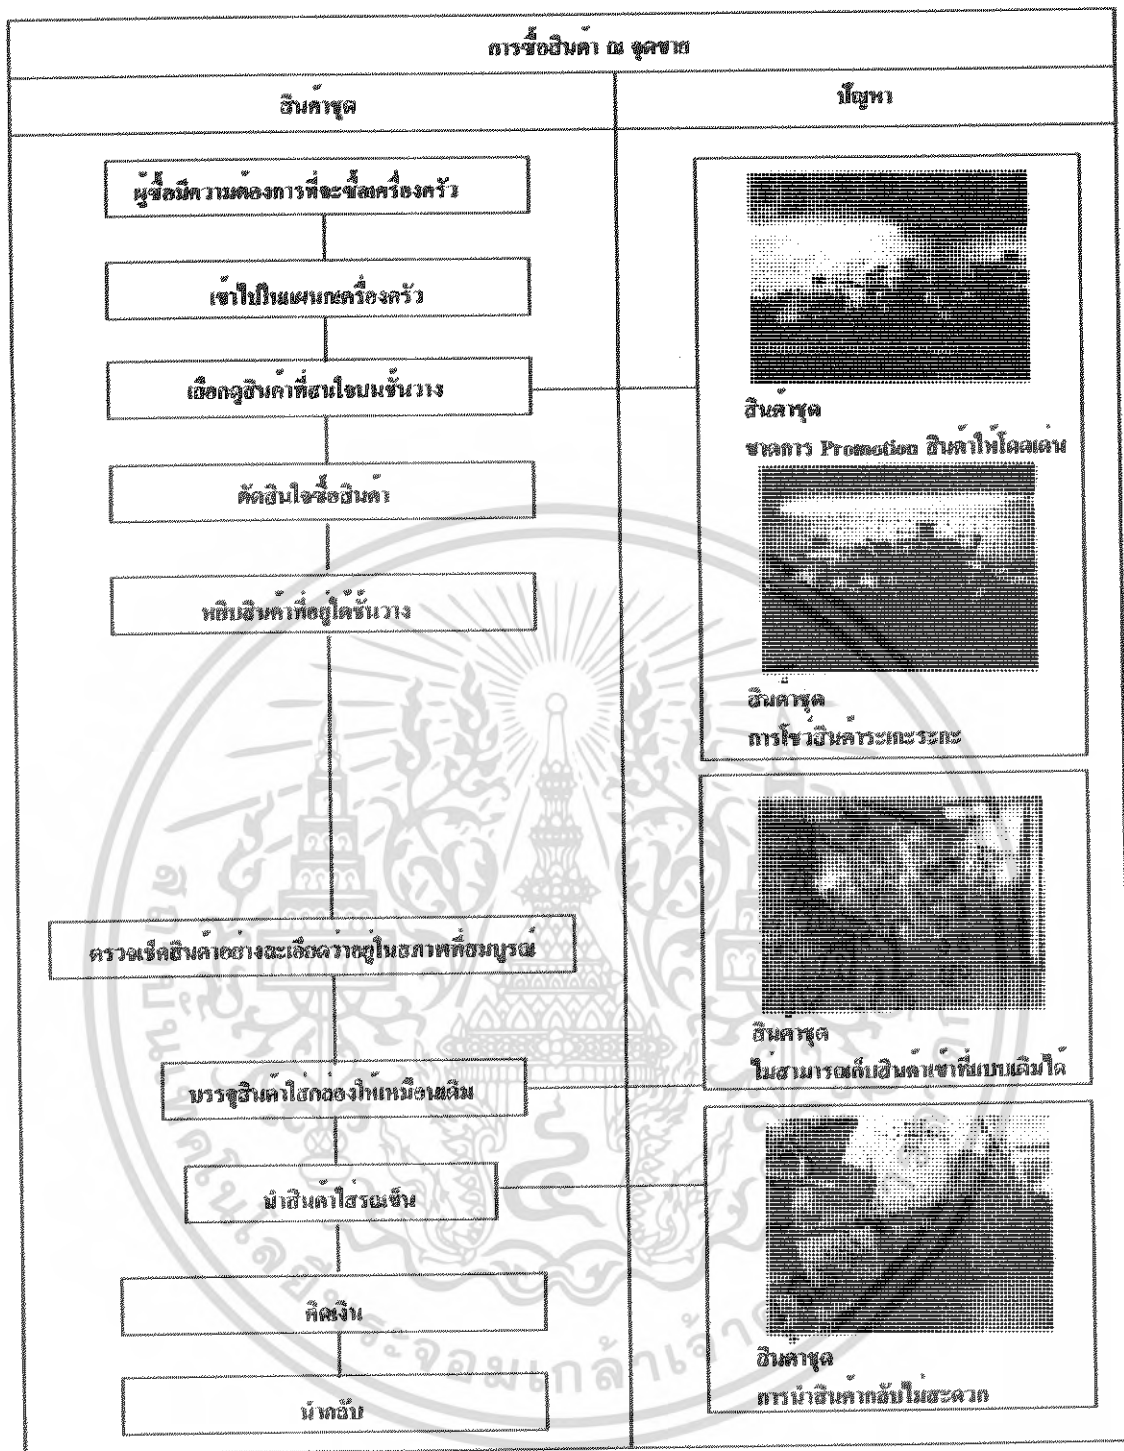 การซื้อสินค้า ณ จุดขาย
สินค้าชุด
ปัญหา
ผู้ซื้อมีความต้องการที่จะซื้อเครื่องครัว
เข้าไปในแผนกเครื่องครัว
เลือกดูสินค้าที่สนใจบนชั้นวาง
ตัดสินใจซื้อสินค้า
หยิบสินค้าที่อยู่ใต้ชั้นวาง
ตรวจเช็คสินค้าอย่างละเอียดว่าอยู่ในสภาพที่สมบูรณ์
บรรจุสินค้าใส่กล่องให้เหมือนเดิม
นำสินค้าใส่รถเข็น
คิดเงิน
นำกลับ
สินค้าชุด
ขาดการ Promotion สินค้าให้โดดเด่น
สินค้าชุด
การโชว์สินค้าระเกะระกะ
สินค้าชุด
ไม่สามารถเก็บสินค้าเข้าที่แบบเดิมได้
สินค้าชุด
การนำสินค้ากลับไม่สะดวก